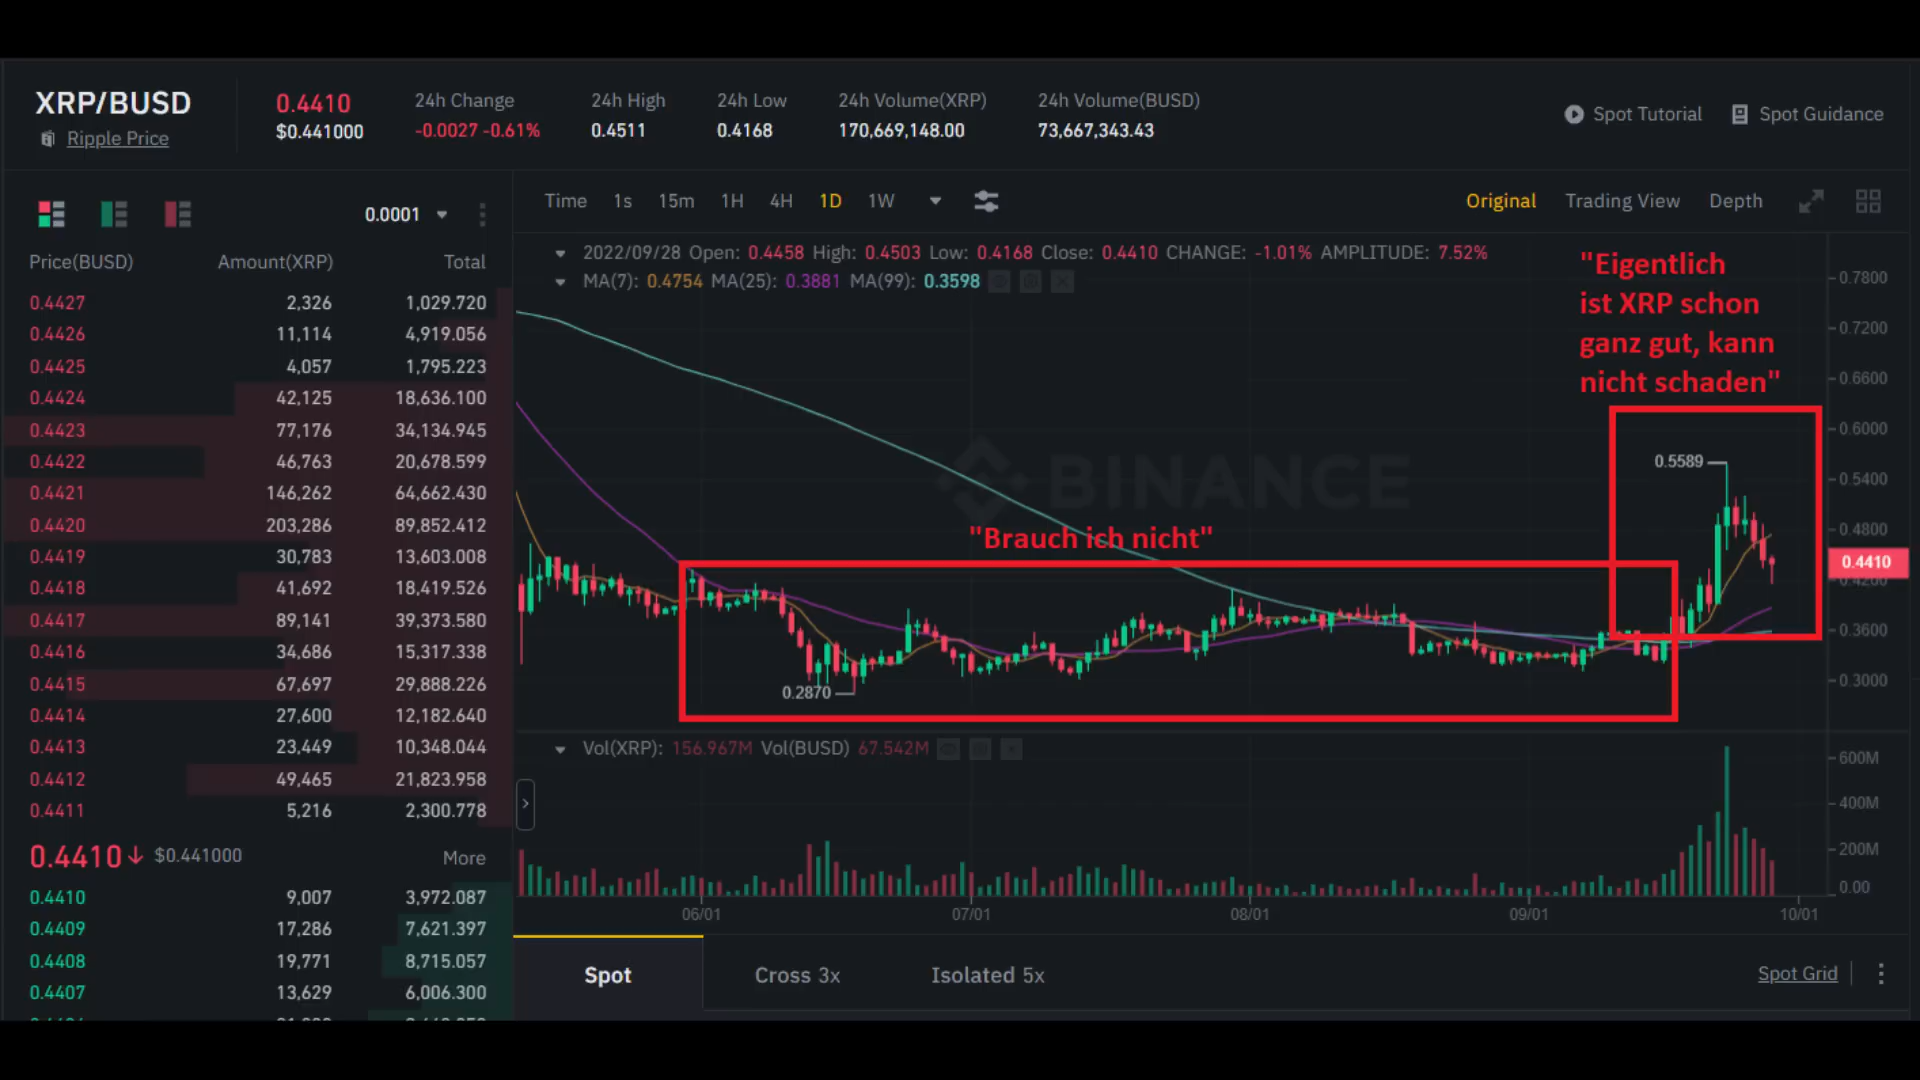 XRP/BUSD
Ripple Price
0.4410
$0.441000
24h Change
-0.0027 -0.61%
24h High
0.4511
24h Low
0.4168
24h Volume(XRP)
170,669,148.00
24h Volume(BUSD)
73,667,343.43
Spot Tutorial
Spot Guidance
0.0001
Price(BUSD) Amount(XRP) Total
0.4427 2,326 1,029.720
0.4426 11,114 4,919.056
0.4425 4,057 1,795.223
0.4424 42,125 18,636.100
0.4423 77,176 34,134.945
0.4422 46,763 20,678.599
0.4421 146,262 64,662.430
0.4420 203,286 89,852.412
0.4419 30,783 13,603.008
0.4418 41,692 18,419.526
0.4417 89,141 39,373.580
0.4416 34,686 15,317.338
0.4415 67,697 29,888.226
0.4414 27,600 12,182.640
0.4413 23,449 10,348.044
0.4412 49,465 21,823.958
0.4411 5,216 2,300.778
0.4410 $0.441000 More
0.4410 9,007 3,972.087
0.4409 17,286 7,621.397
0.4408 19,771 8,715.057
0.4407 13,629 6,006.300
Time 1s 15m 1H 4H 1D 1W
Original Trading View Depth
2022/09/28 Open: 0.4458 High: 0.4503 Low: 0.4168 Close: 0.4410 CHANGE: -1.01% AMPLITUDE: 7.52%
MA(7): 0.4754 MA(25): 0.3881 MA(99): 0.3598
"Eigentlich
ist XRP schon
ganz gut, kann
nicht schaden"
0.7800
0.7200
0.6600
0.6000
0.5400
0.4800
0.4410
0.4200
0.3600
0.3000
BINANCE
0.5589
"Brauch ich nicht"
0.2870
Vol(XRP): 156.967M Vol(BUSD) 67.542M
600M
400M
200M
0.00
06/01 07/01 08/01 09/01 10/01
Spot Cross 3x Isolated 5x
Spot Grid